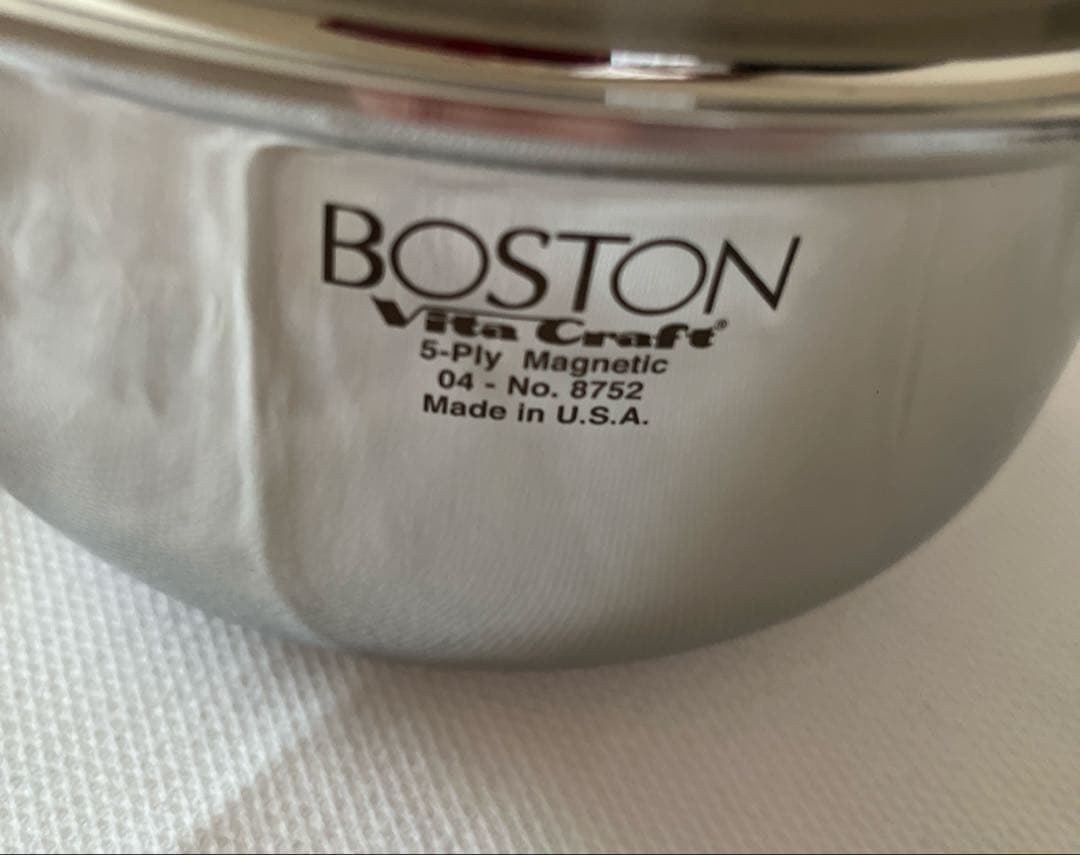 BOSTON
Vita Craft®
5-Ply Magnetic
04 - No. 8752
Made in U.S.A.